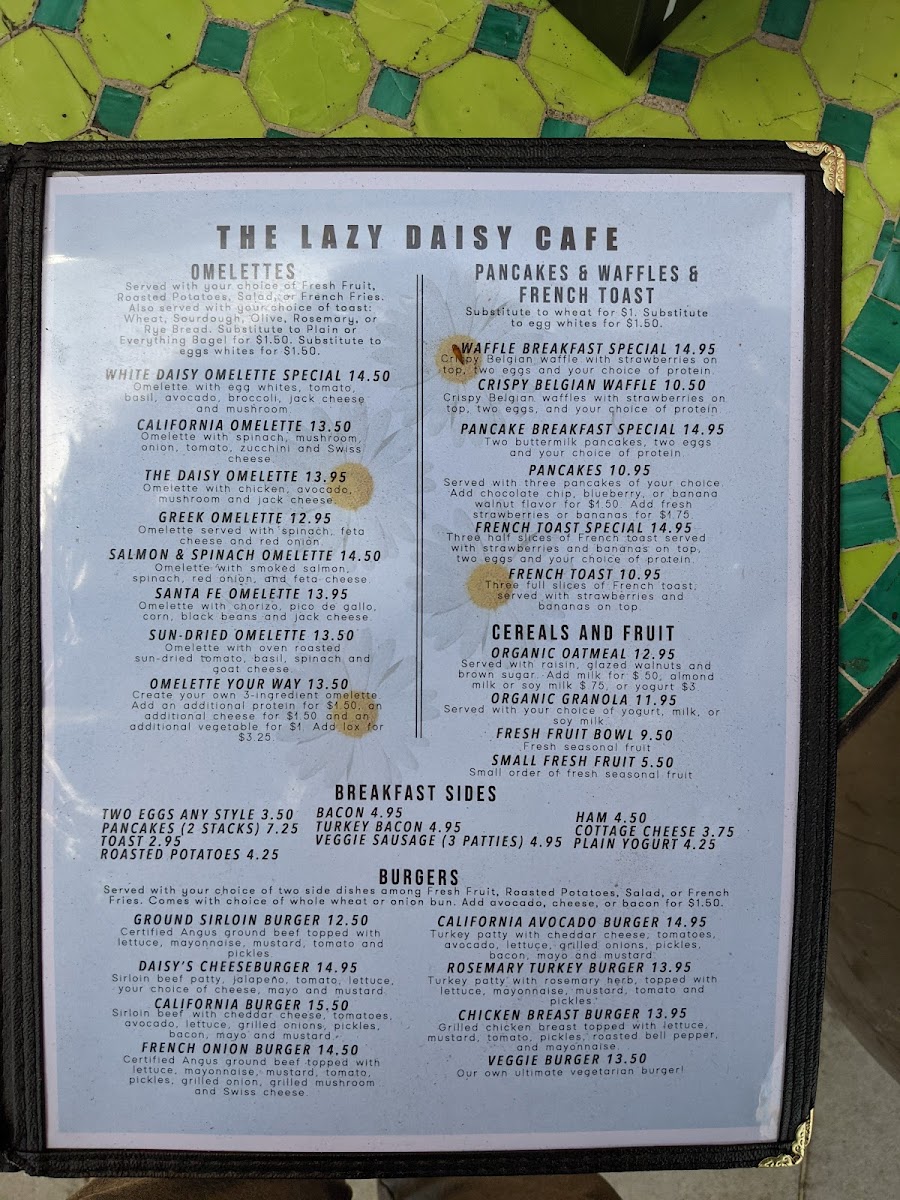 THE LAZY DAISY CAFE
OMELETTES
Served with your choice of Fresh Fruit,
Roasted Potatoes, Salad, or French Fries.
Also served with your choice of toast:
Wheat, Sourdough, Olive, Rosemary, or
Rye Bread. Substitute to Plain or
Everything Bagel for $1.50. Substitute to
eggs whites for $1.50.
WHITE DAISY OMELETTE SPECIAL 14.50
Omelette with egg whites, tomato,
basil, avocado, broccoli, jack cheese
and mushroom.
CALIFORNIA OMELETTE 13.50
Omelette with spinach, mushroom,
onion, tomato, zucchini and Swiss
cheese.
THE DAISY OMELETTE 13.95
Omelette with chicken, avocado,
mushroom and jack cheese.
GREEK OMELETTE 12.95
Omelette served with spinach, feta
cheese and red onion.
SALMON & SPINACH OMELETTE 14.50
Omelette with smoked salmon,
spinach, red onion, and feta cheese.
SANTA FE OMELETTE 13.95
Omelette with chorizo, pico de gallo,
corn, black beans and jack cheese.
SUN-DRIED OMELETTE 13.50
Omelette with oven roasted
sun-dried tomato, basil, spinach and
goat cheese.
OMELETTE YOUR WAY 13.50
Create your own 3-ingredient omelette.
Add an additional protein for $1.50, an
additional cheese for $1.50 and an
additional vegetable for $1. Add lox for
$3.25.
PANCAKES & WAFFLES &
FRENCH TOAST
Substitute to wheat for $1. Substitute
to egg whites for $1.50.
WAFFLE BREAKFAST SPECIAL 14.95
Crispy Belgian waffle with strawberries on
top, two eggs and your choice of protein.
CRISPY BELGIAN WAFFLE 10.50
Crispy Belgian waffles with strawberries on
top, two eggs, and your choice of protein.
PANCAKE BREAKFAST SPECIAL 14.95
Two buttermilk pancakes, two eggs
and your choice of protein.
PANCAKES 10.95
Served with three pancakes of your choice.
Add chocolate chip, blueberry, or banana
walnut flavor for $1.50. Add fresh
strawberries or bananas for $1.75.
FRENCH TOAST SPECIAL 14.95
Three half slices of French toast served
with strawberries and bananas on top,
two eggs and your choice of protein.
FRENCH TOAST 10.95
Three full slices of French toast;
served with strawberries and
bananas on top.
CEREALS AND FRUIT
ORGANIC OATMEAL 12.95
Served with raisin, glazed walnuts and
brown sugar. Add milk for $.50, almond
milk or soy milk $.75, or yogurt $3.
ORGANIC GRANOLA 11.95
Served with your choice of yogurt, milk, or
soy milk.
FRESH FRUIT BOWL 9.50
Fresh seasonal fruit
SMALL FRESH FRUIT 5.50
Small order of fresh seasonal fruit
BREAKFAST SIDES
TWO EGGS ANY STYLE 3.50
PANCAKES (2 STACKS) 7.25
TOAST 2.95
ROASTED POTATOES 4.25
BACON 4.95
TURKEY BACON 4.95
VEGGIE SAUSAGE (3 PATTIES) 4.95
HAM 4.50
COTTAGE CHEESE 3.75
PLAIN YOGURT 4.25
BURGERS
Served with your choice of two side dishes among Fresh Fruit, Roasted Potatoes, Salad, or French
Fries. Comes with choice of whole wheat or onion bun. Add avocado, cheese, or bacon for $1.50.
GROUND SIRLOIN BURGER 12.50
Certified Angus ground beef topped with
lettuce, mayonnaise, mustard, tomato and
pickles.
DAISY'S CHEESEBURGER 14.95
Sirloin beef patty, jalapeño, tomato, lettuce,
your choice of cheese, mayo and mustard.
CALIFORNIA BURGER 15.50
Sirloin beef with cheddar cheese, tomatoes,
avocado, lettuce, grilled onions, pickles,
bacon, mayo and mustard.
FRENCH ONION BURGER 14.50
Certified Angus ground beef topped with
lettuce, mayonnaise, mustard, tomato,
pickles, grilled onion, grilled mushroom
and Swiss cheese.
CALIFORNIA AVOCADO BURGER 14.95
Turkey patty with cheddar cheese, tomatoes,
avocado, lettuce, grilled onions, pickles,
bacon, mayo and mustard.
ROSEMARY TURKEY BURGER 13.95
Turkey patty with rosemary herb, topped with
lettuce, mayonnaise, mustard, tomato and
pickles.
CHICKEN BREAST BURGER 13.95
Grilled chicken breast topped with lettuce,
mustard, tomato, pickles, roasted bell pepper,
and mayonnaise.
VEGGIE BURGER 13.50
Our own ultimate vegetarian burger!